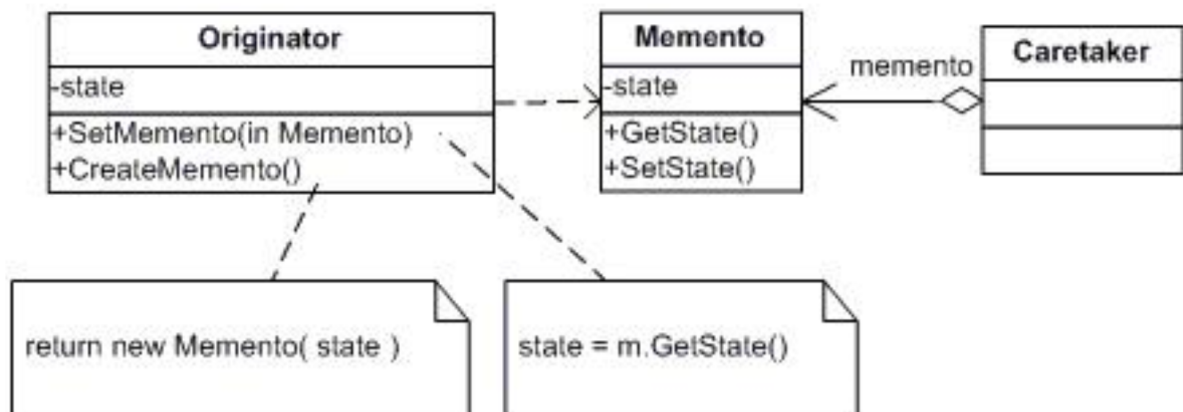 Originator
-state
+SetMemento(in Memento)
+CreateMemento()
Memento
-state
+GetState()
+SetState()
memento
Caretaker
return new Memento( state )
state = m.GetState()